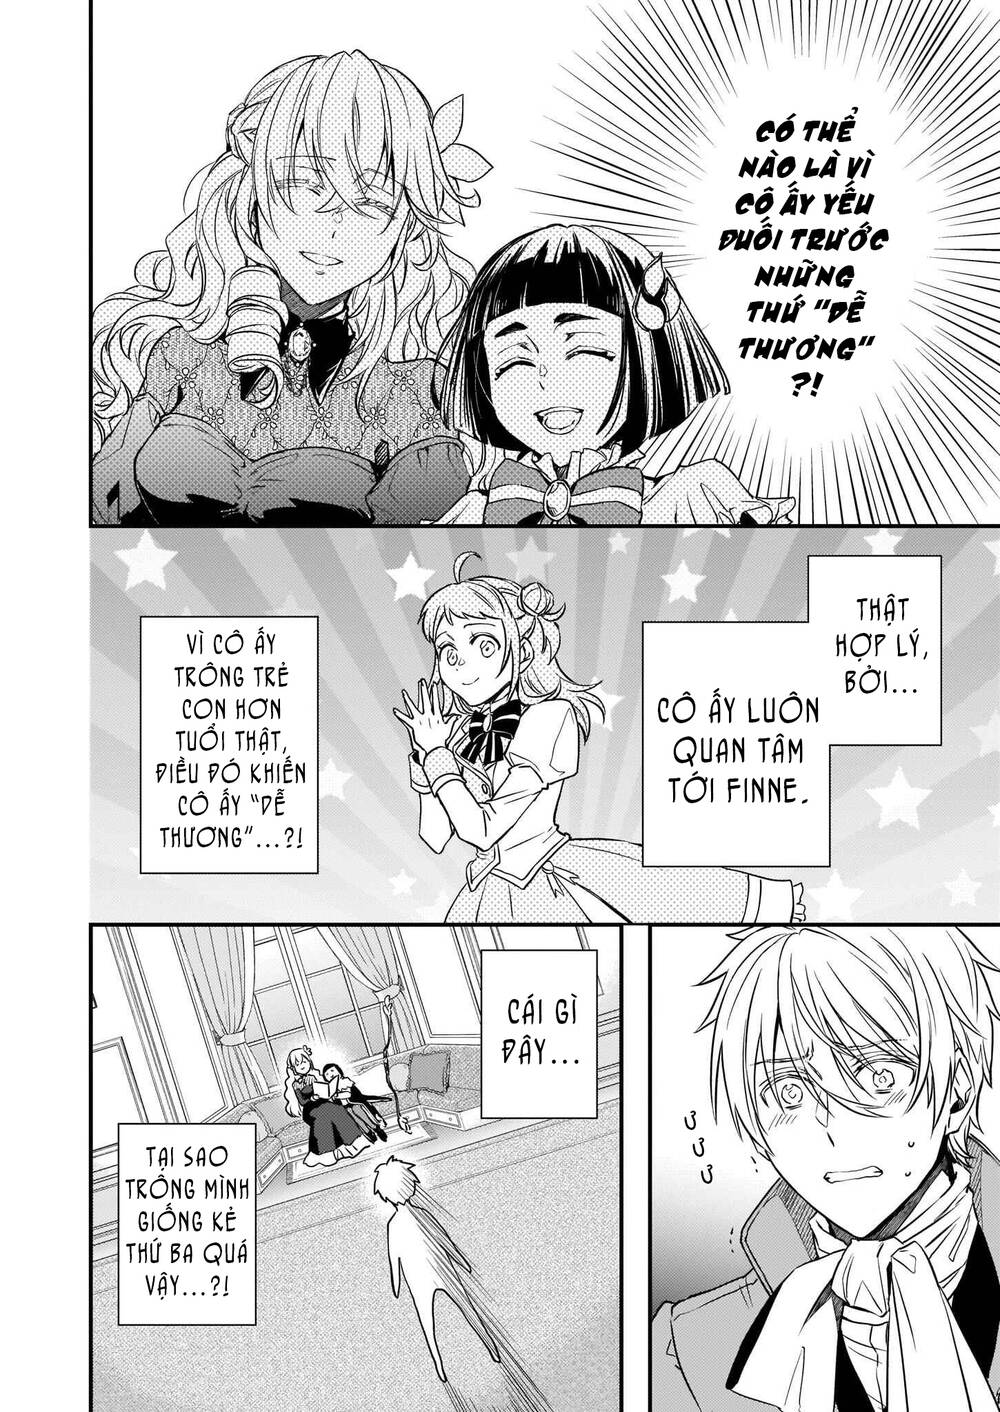 CÓ THỂ
NÀO LÀ VÌ
CÔ ẤY YẾU
ĐUỐI TRƯỚC
NHỮNG
THỨ "DỄ
THƯƠNG"
?!
THẬT
HỢP LÝ,
BỞI...
CÔ ẤY LUÔN
QUAN TÂM
TỚI FINNE.
VÌ CÔ ẤY
TRÔNG TRẺ
CON HƠN
TUỔI THẬT,
ĐIỀU ĐÓ KHIẾN
CÔ ẤY "DỄ
THƯƠNG"...?!
Ư Ư Ư
CÁI GÌ
ĐÂY...
TẠI SAO
TRÔNG MÌNH
GIỐNG KẺ
THỨ BA QUÁ
VẬY...?!